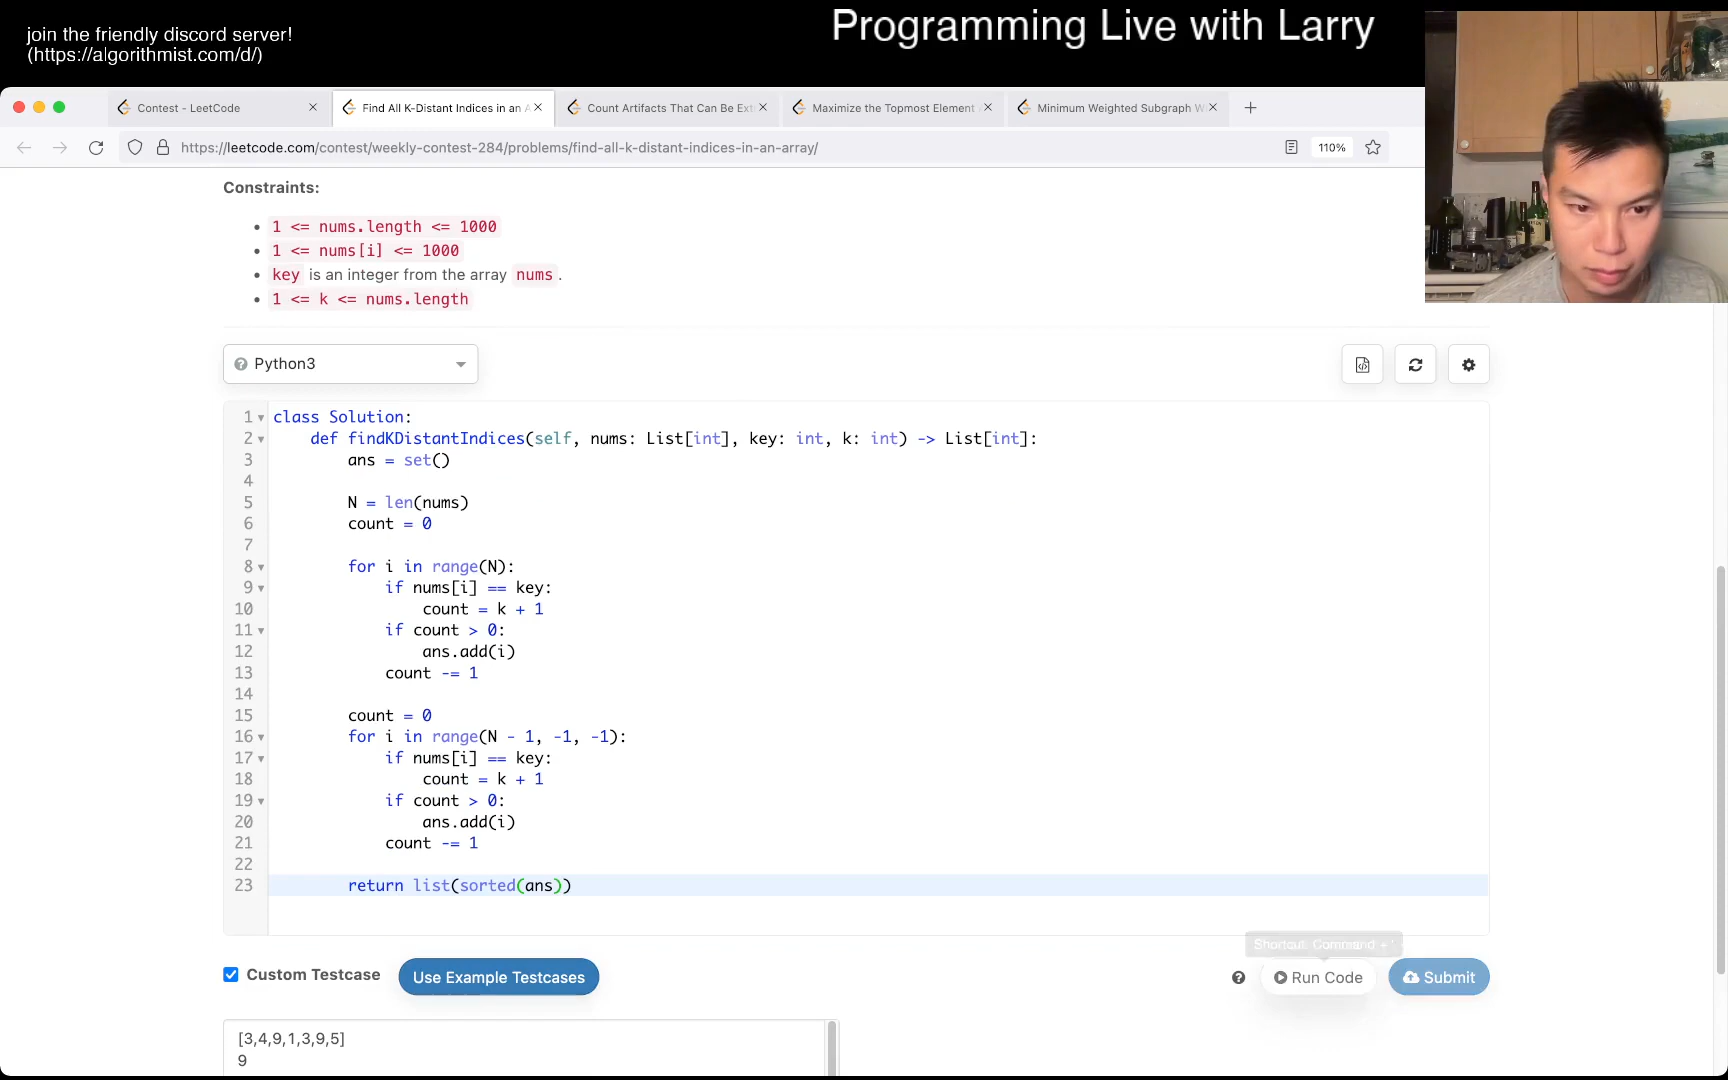 join the friendly discord server!
(https://algorithmist.com/d/)
Programming Live with Larry
Contest - LeetCode
Find All K-Distant Indices in an A
Count Artifacts That Can Be Ext
Maximize the Topmost Element
Minimum Weighted Subgraph W
https://leetcode.com/contest/weekly-contest-284/problems/find-all-k-distant-indices-in-an-array/
110%
Constraints:
1 <= nums.length <= 1000
1 <= nums[i] <= 1000
key is an integer from the array nums.
1 <= k <= nums.length
Python3
1 class Solution:
2 def findKDistantIndices(self, nums: List[int], key: int, k: int) -> List[int]:
3 ans = set()
4
5 N = len(nums)
6 count = 0
7
8 for i in range(N):
9 if nums[i] == key:
10 count = k + 1
11 if count > 0:
12 ans.add(i)
13 count -= 1
14
15 count = 0
16 for i in range(N - 1, -1, -1):
17 if nums[i] == key:
18 count = k + 1
19 if count > 0:
20 ans.add(i)
21 count -= 1
22
23 return list(sorted(ans))
Shortcut: Command + '
Custom Testcase
Use Example Testcases
Run Code
Submit
[3,4,9,1,3,9,5]
9